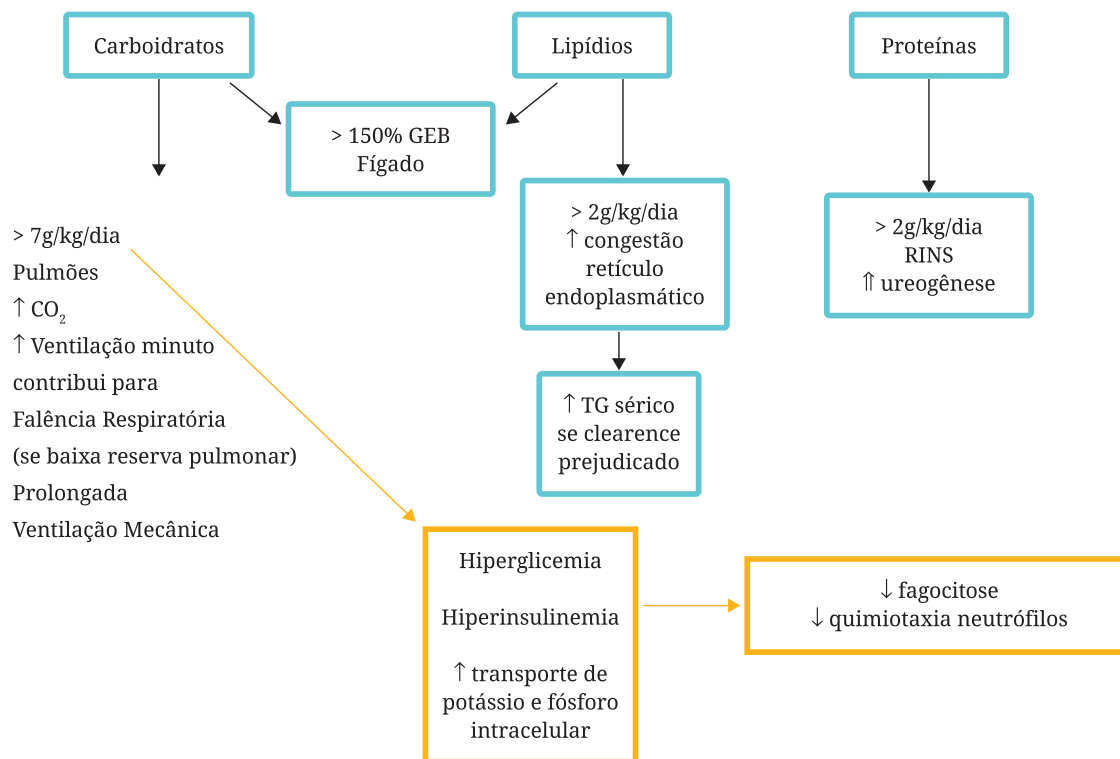 Carboidratos
Lipídios
Proteínas
> 150% GEB
Fígado
> 7g/kg/dia
Pulmões
↑ CO₂
↑ Ventilação minuto
contribui para
Falência Respiratória
(se baixa reserva pulmonar)
Prolongada
Ventilação Mecânica
> 2g/kg/dia
↑ congestão
retículo
endoplasmático
↑ TG sérico
se clearence
prejudicado
> 2g/kg/dia
RINS
⇑ ureogênese
Hiperglicemia
Hiperinsulinemia
↑ transporte de
potássio e fósforo
intracelular
↓ fagocitose
↓ quimiotaxia neutrófilos